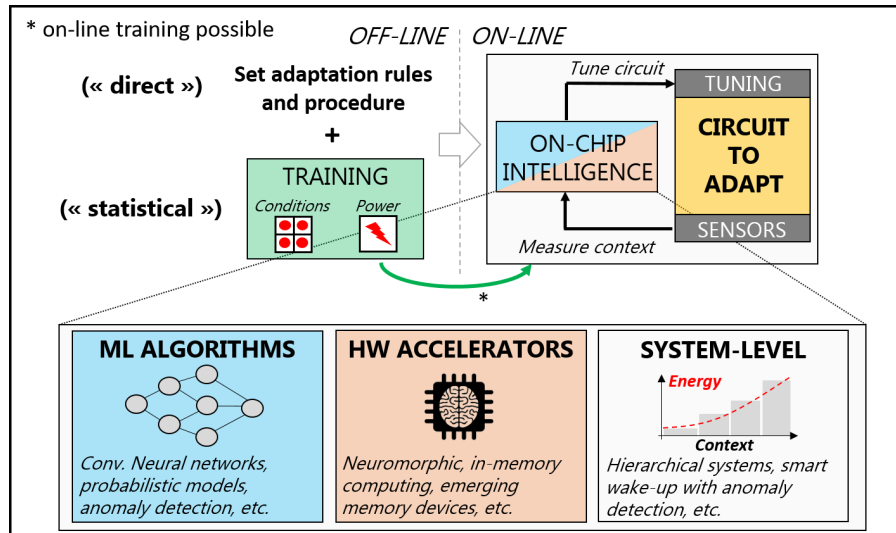 * on-line training possible
OFF-LINE
ON-LINE
(« direct »)
Set adaptation rules
and procedure
+
(« statistical »)
TRAINING
Conditions
Power
Tune circuit
TUNING
ON-CHIP
INTELLIGENCE
CIRCUIT
TO
ADAPT
Measure context
SENSORS
*
ML ALGORITHMS
Conv. Neural networks,
probabilistic models,
anomaly detection, etc.
HW ACCELERATORS
Neuromorphic, in-memory
computing, emerging
memory devices, etc.
SYSTEM-LEVEL
Energy
Context
Hierarchical systems, smart
wake-up with anomaly
detection, etc.